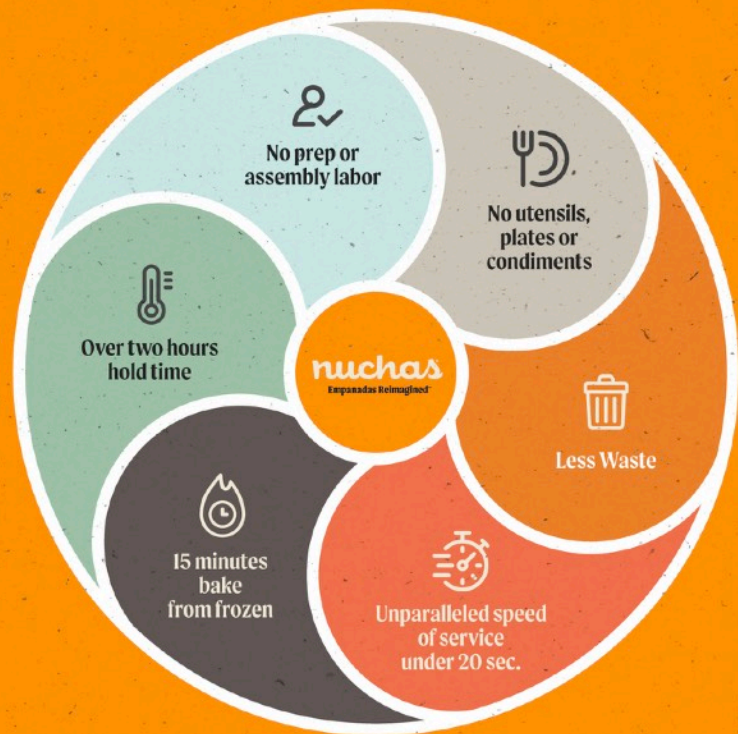 No prep or
assembly labor
No utensils,
plates or
condiments
Less Waste
Unparalleled speed
of service
under 20 sec.
15 minutes
bake
from frozen
Over two hours
hold time
nuchas
Empanadas Reimagined™